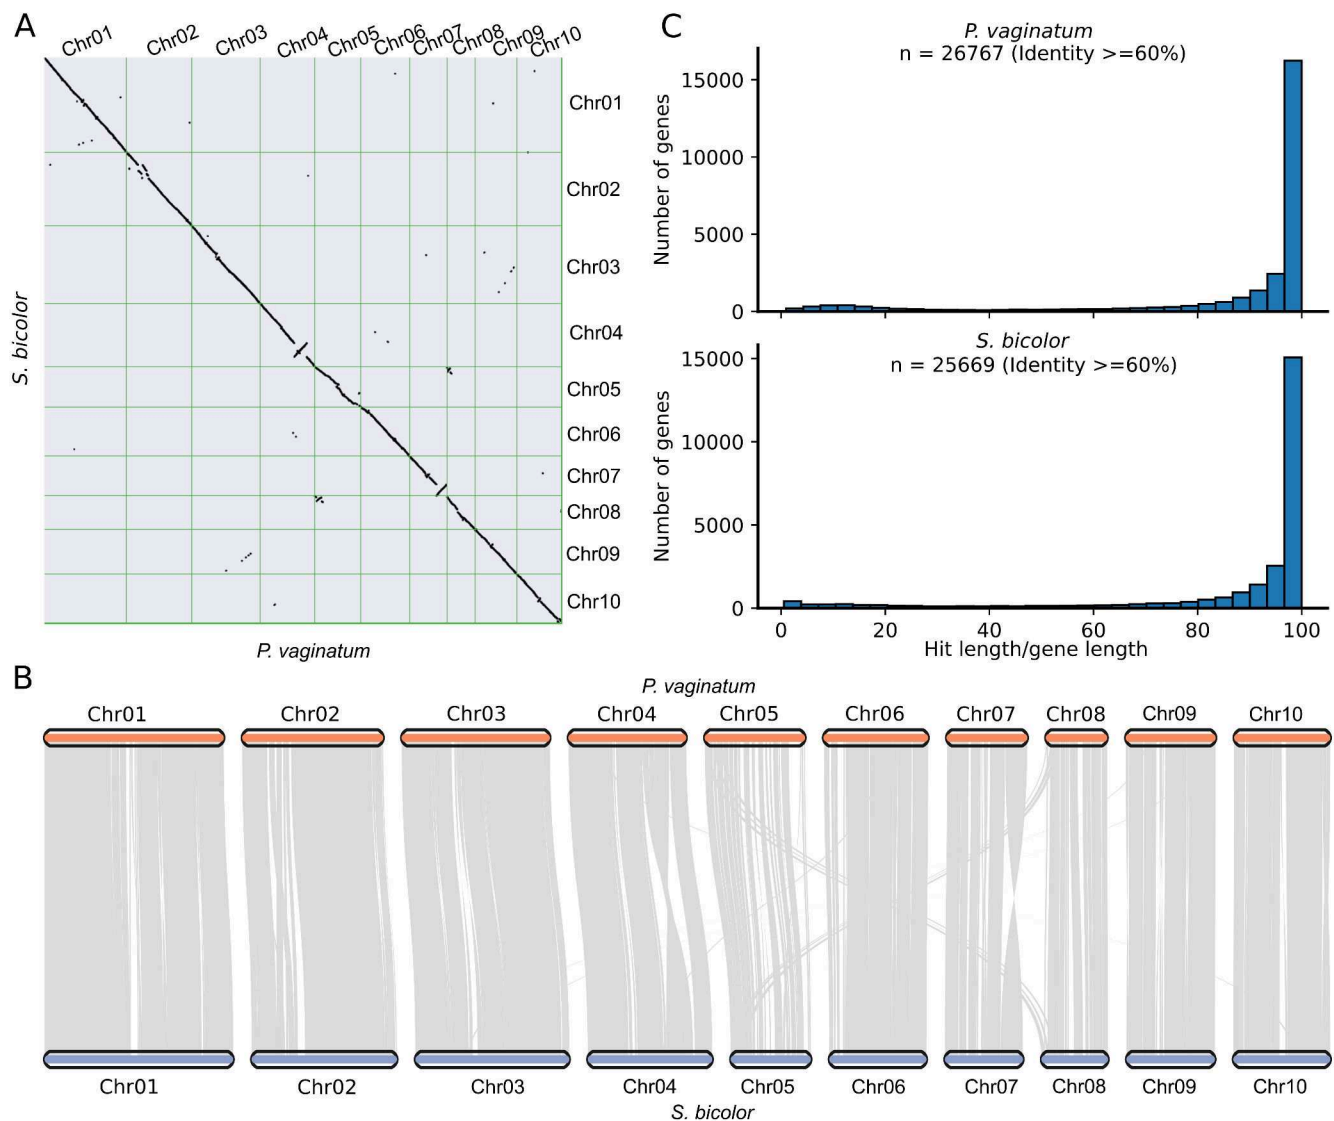 A
Chr01 Chr02 Chr03 Chr04 Chr05 Chr06 Chr07 Chr08 Chr09 Chr10
Chr01
Chr02
Chr03
Chr04
Chr05
Chr06
Chr07
Chr08
Chr09
Chr10
S. bicolor
P. vaginatum
C
P. vaginatum
n = 26767 (Identity >=60%)
Number of genes
15000
10000
5000
0
S. bicolor
n = 25669 (Identity >=60%)
Number of genes
15000
10000
5000
0
0 20 40 60 80 100
Hit length/gene length
B
P. vaginatum
Chr01 Chr02 Chr03 Chr04 Chr05 Chr06 Chr07 Chr08 Chr09 Chr10
Chr01 Chr02 Chr03 Chr04 Chr05 Chr06 Chr07 Chr08 Chr09 Chr10
S. bicolor